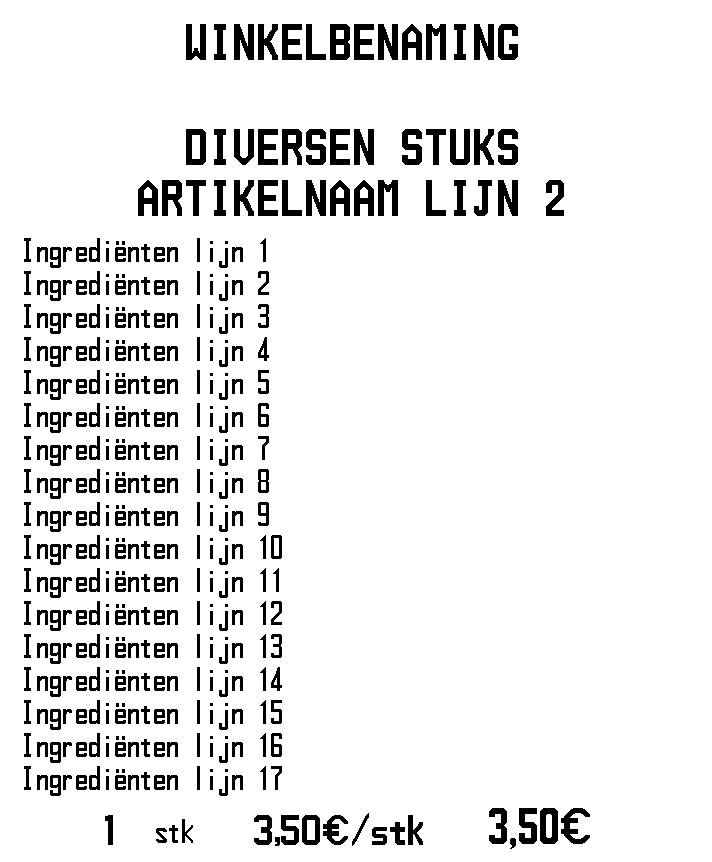 WINKELBENAMING
DIVERSEN STUKS
ARTIKELNAAM LIJN 2
Ingrediënten lijn 1
Ingrediënten lijn 2
Ingrediënten lijn 3
Ingrediënten lijn 4
Ingrediënten lijn 5
Ingrediënten lijn 6
Ingrediënten lijn 7
Ingrediënten lijn 8
Ingrediënten lijn 9
Ingrediënten lijn 10
Ingrediënten lijn 11
Ingrediënten lijn 12
Ingrediënten lijn 13
Ingrediënten lijn 14
Ingrediënten lijn 15
Ingrediënten lijn 16
Ingrediënten lijn 17
1 stk 3,50€/stk 3,50€